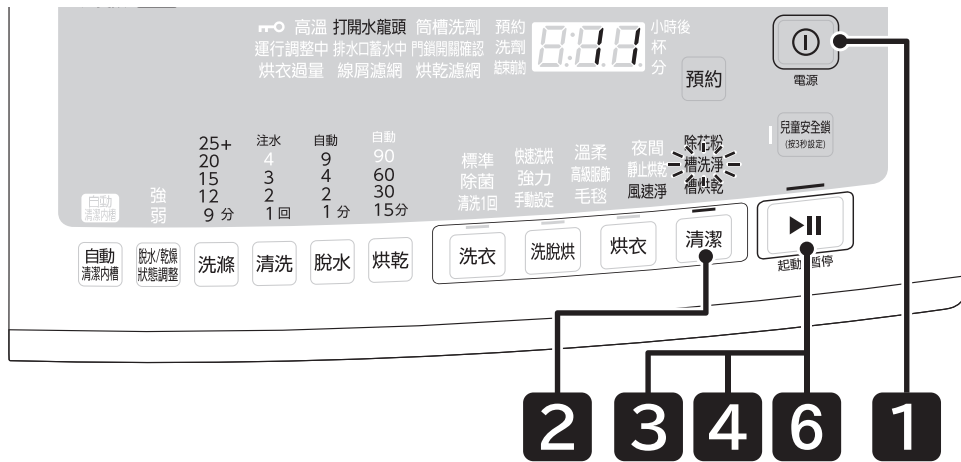 高溫 打開水龍頭 筒槽洗劑 預約 11 小時後
運行調整中 排水口蓄水中 門鎖開關確認 洗劑 杯
烘衣過量 線屑濾網 烘乾濾網 結束前約 分
預約
電源
兒童安全鎖
(按3秒設定)
25+ 注水 自動 自動
20 4 9 90
15 3 4 60
12 2 2 30
9分 1回 1分 15分
自動
清潔內槽
強
弱
標準 快速洗烘 溫柔 夜間 除花粉
除菌 強力 高級服飾 靜止烘乾 槽洗淨
清洗1回 手動設定 毛毯 風速淨 槽烘乾
自動
清潔內槽
脫水/乾燥
狀態調整
洗滌
清洗
脫水
烘乾
洗衣
洗脫烘
烘衣
清潔
起動 暫停
2 3 4 6 1